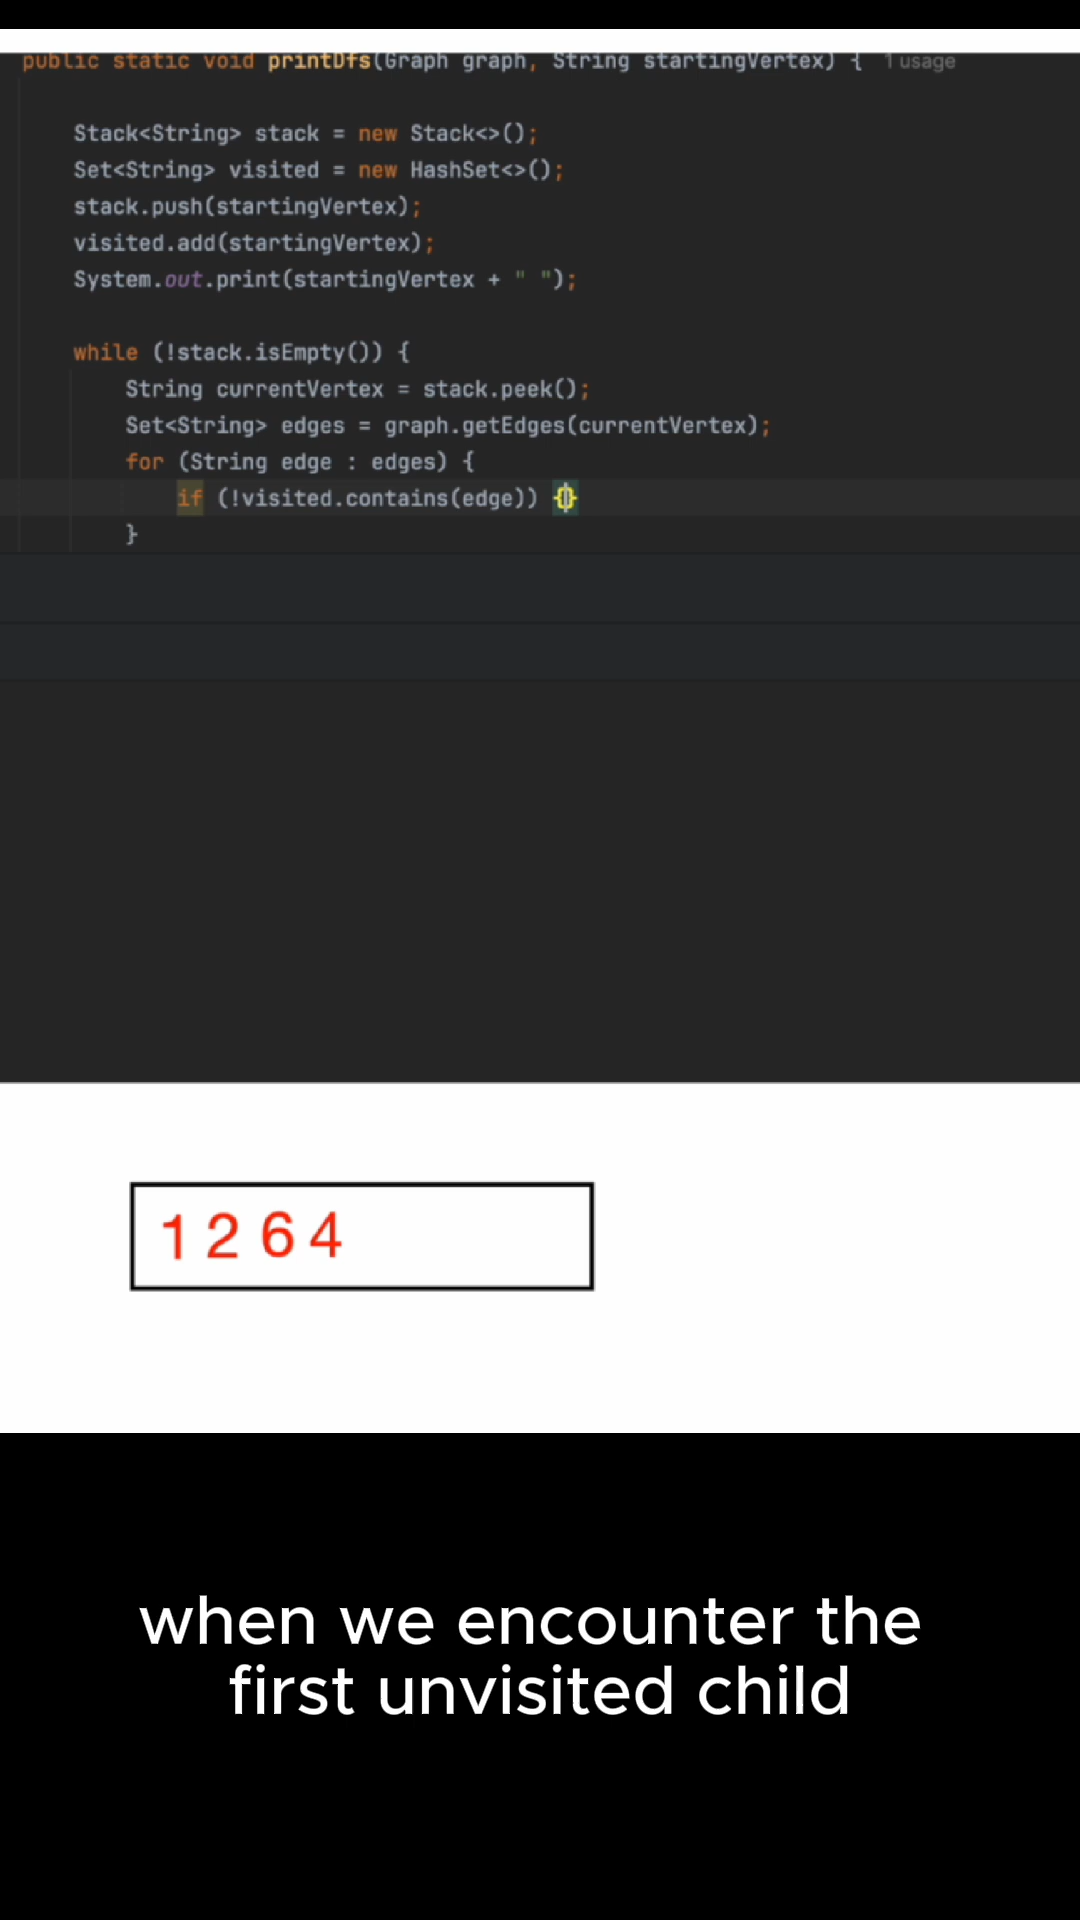 public static void printDfs(Graph graph, String startingVertex) { 1 usage
Stack<String> stack = new Stack<>();
Set<String> visited = new HashSet<>();
stack.push(startingVertex);
visited.add(startingVertex);
System.out.print(startingVertex + " ");
while (!stack.isEmpty()) {
String currentVertex = stack.peek();
Set<String> edges = graph.getEdges(currentVertex);
for (String edge : edges) {
if (!visited.contains(edge)) {}
}
1 2 6 4
when we encounter the
first unvisited child